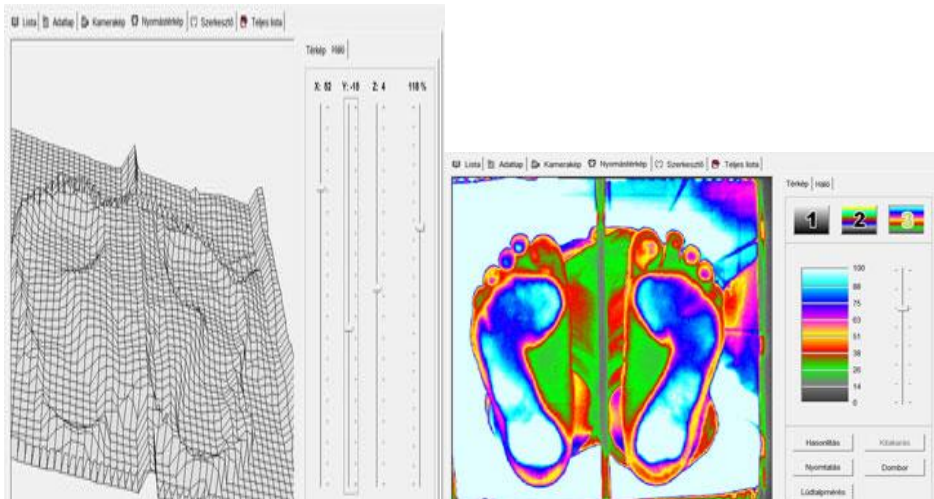 Lista Adatlap Kamerakép Nyomástérkép Szerkesztő Teljes lista
Térkép Háló
X: 52 Y: -18 Z: 4 118 %
Lista Adatlap Kamerakép Nyomástérkép Szerkesztő Teljes lista
Térkép Háló
1 2 3
100
88
75
63
51
38
26
14
0
Hasonlítás Kitakarás
Nyomtatás Dombor
Lúdtalpmérés